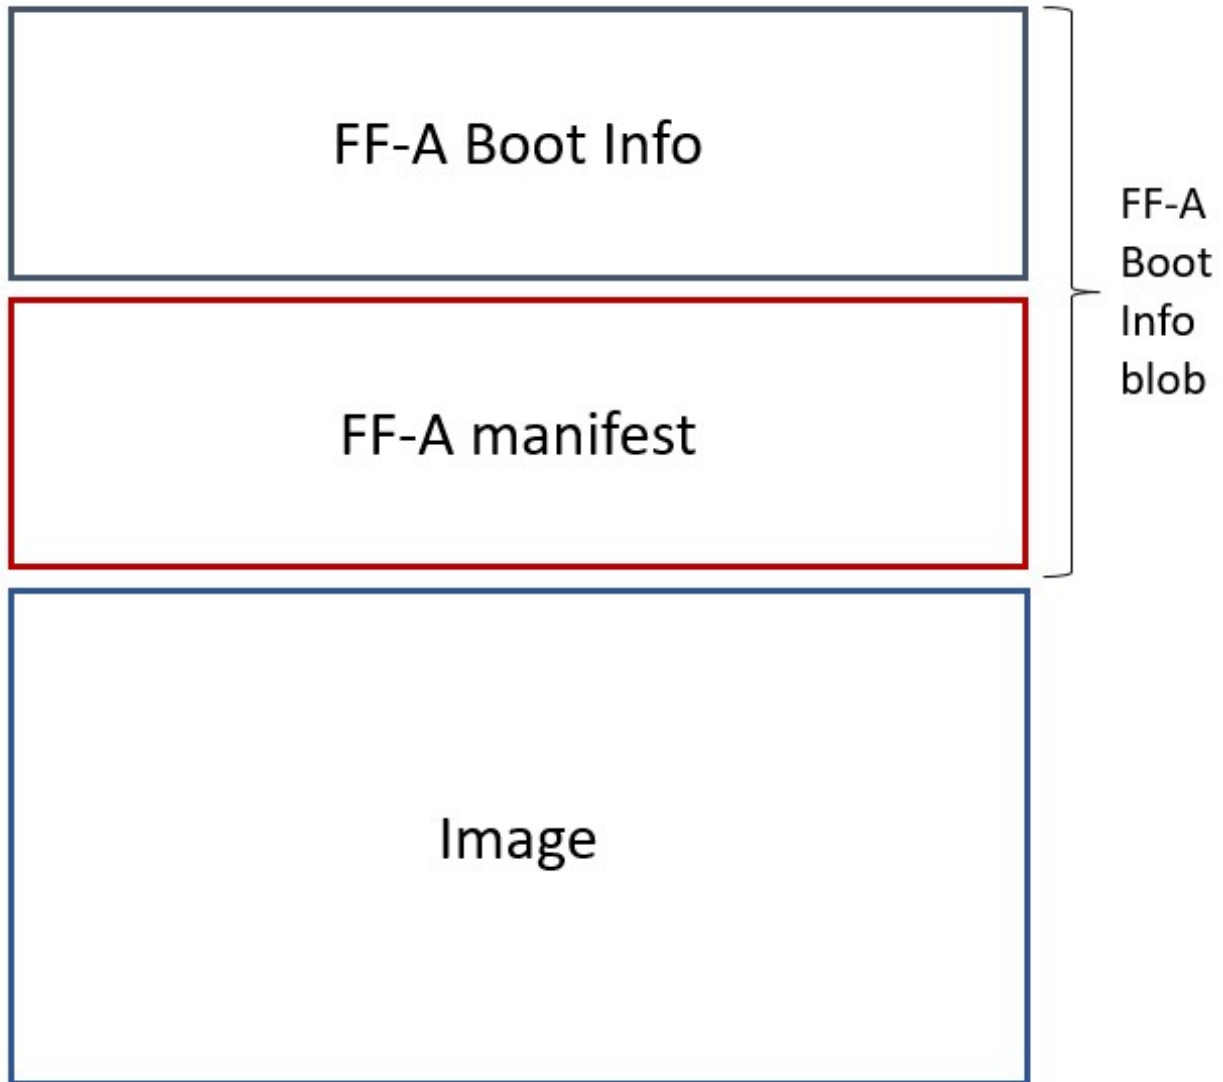 FF-A Boot Info
FF-A
Boot
Info
blob
FF-A manifest
Image